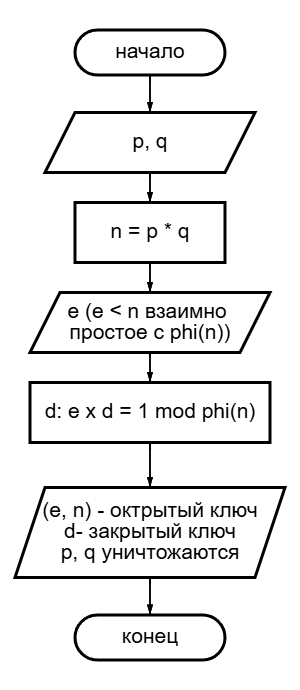 начало
p, q
n = p * q
e (e < n взаимно
простое с phi(n))
d: e x d = 1 mod phi(n)
(e, n) - октрытый ключ
d- закрытый ключ
p, q уничтожаются
конец